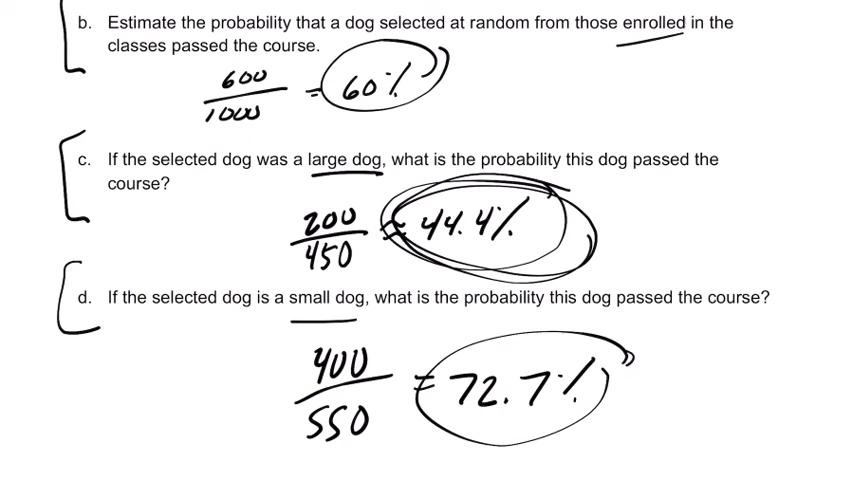 b. Estimate the probability that a dog selected at random from those enrolled in the
classes passed the course.
600
1000
= 60%
c. If the selected dog was a large dog, what is the probability this dog passed the
course?
200
450
≈ 44.4%
d. If the selected dog is a small dog, what is the probability this dog passed the course?
400
550
= 72.7%